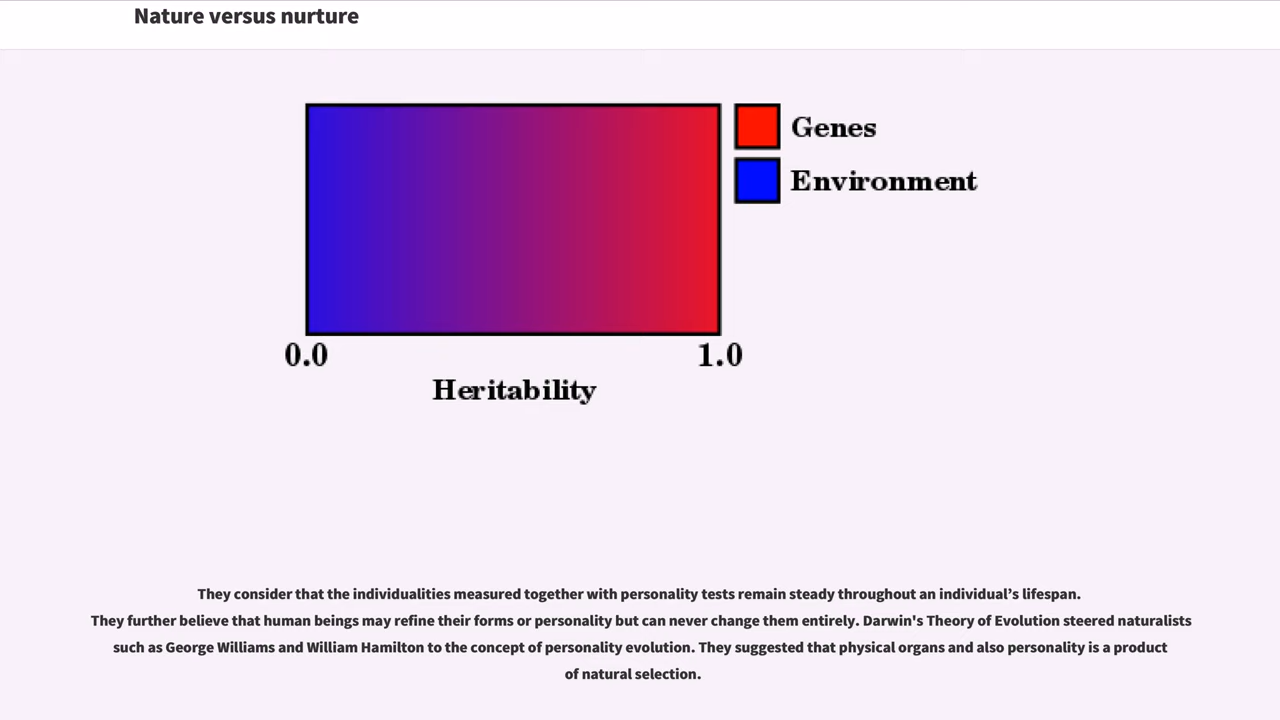 Nature versus nurture
Genes
Environment
0.0
1.0
Heritability
They consider that the individualities measured together with personality tests remain steady throughout an individual’s lifespan.
They further believe that human beings may refine their forms or personality but can never change them entirely. Darwin's Theory of Evolution steered naturalists
such as George Williams and William Hamilton to the concept of personality evolution. They suggested that physical organs and also personality is a product
of natural selection.